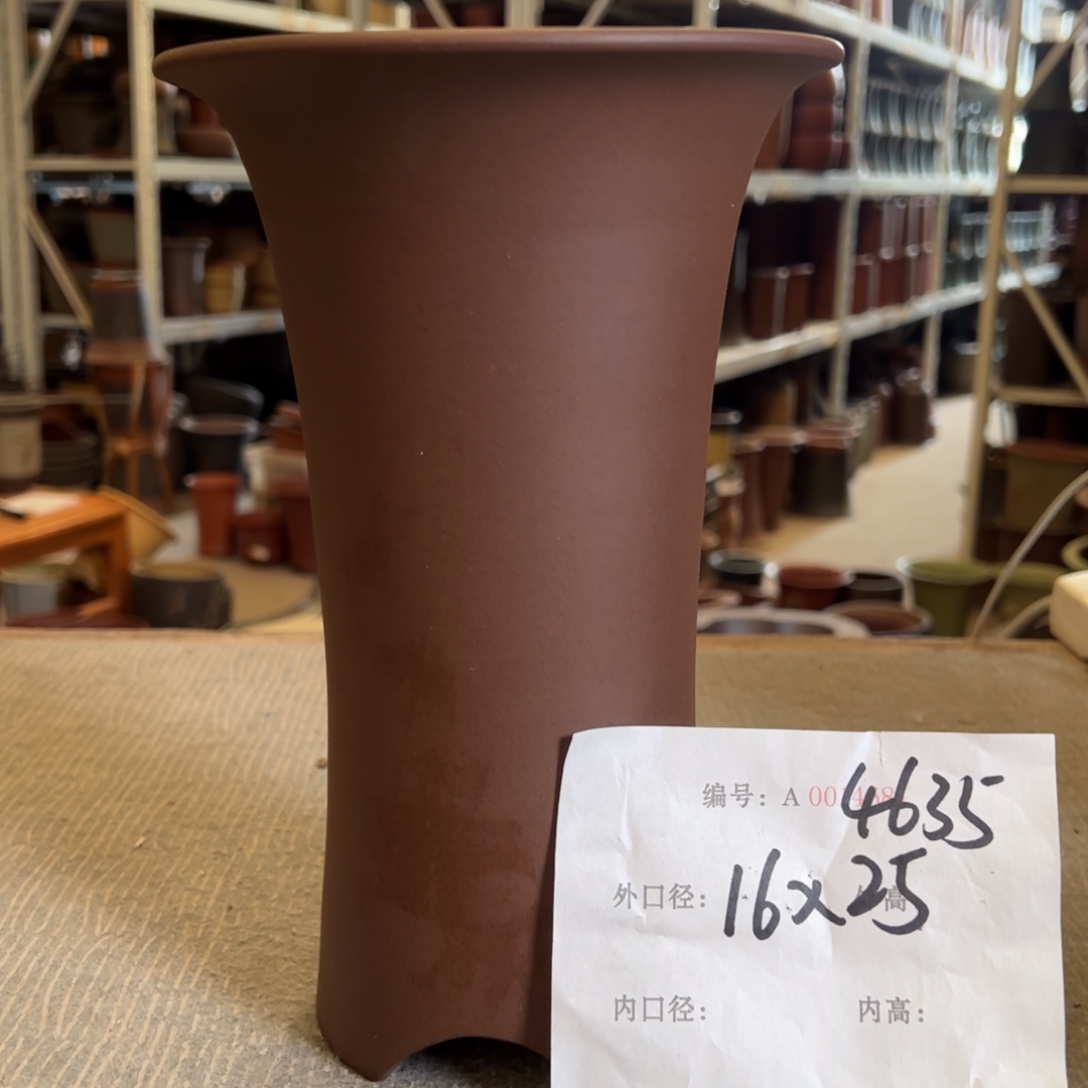 编号：A 00 4635
外口径：16x25 高
内口径： 内高：